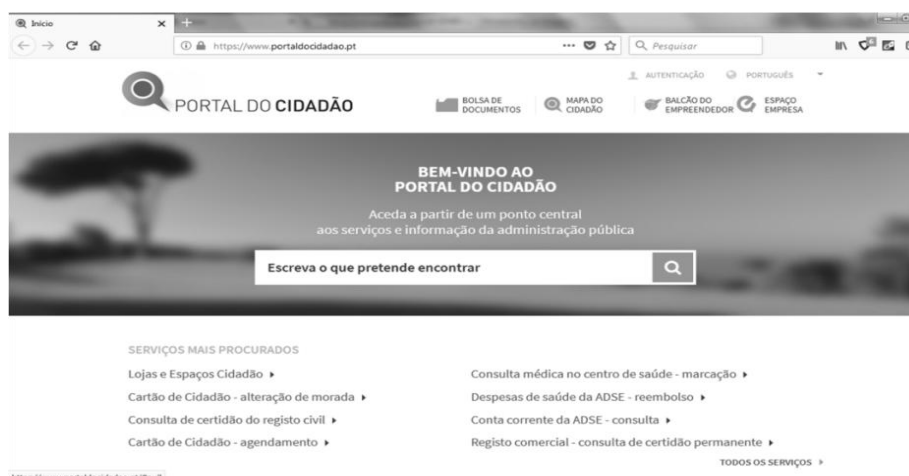 Início
https://www.portaldocidadao.pt
Pesquisar
AUTENTICAÇÃO PORTUGUÊS
PORTAL DO CIDADÃO
BOLSA DE
DOCUMENTOS
MAPA DO
CIDADÃO
BALCÃO DO
EMPREENDEDOR
ESPAÇO
EMPRESA
BEM-VINDO AO
PORTAL DO CIDADÃO
Aceda a partir de um ponto central
aos serviços e informação da administração pública
Escreva o que pretende encontrar
SERVIÇOS MAIS PROCURADOS
Lojas e Espaços Cidadão
Cartão de Cidadão - alteração de morada
Consulta de certidão do registo civil
Cartão de Cidadão - agendamento
Consulta médica no centro de saúde - marcação
Despesas de saúde da ADSE - reembolso
Conta corrente da ADSE - consulta
Registo comercial - consulta de certidão permanente
TODOS OS SERVIÇOS